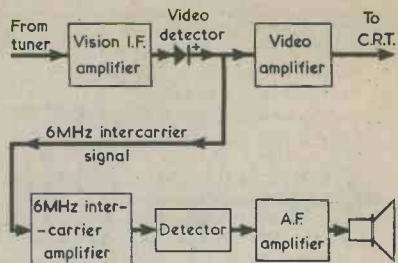 From
tuner
Vision I.F.
amplifier
Video
detector
+
Video
amplifier
To
C.R.T.
6MHz intercarrier
signal
6MHz inter-
-carrier
amplifier
Detector
A.F.
amplifier